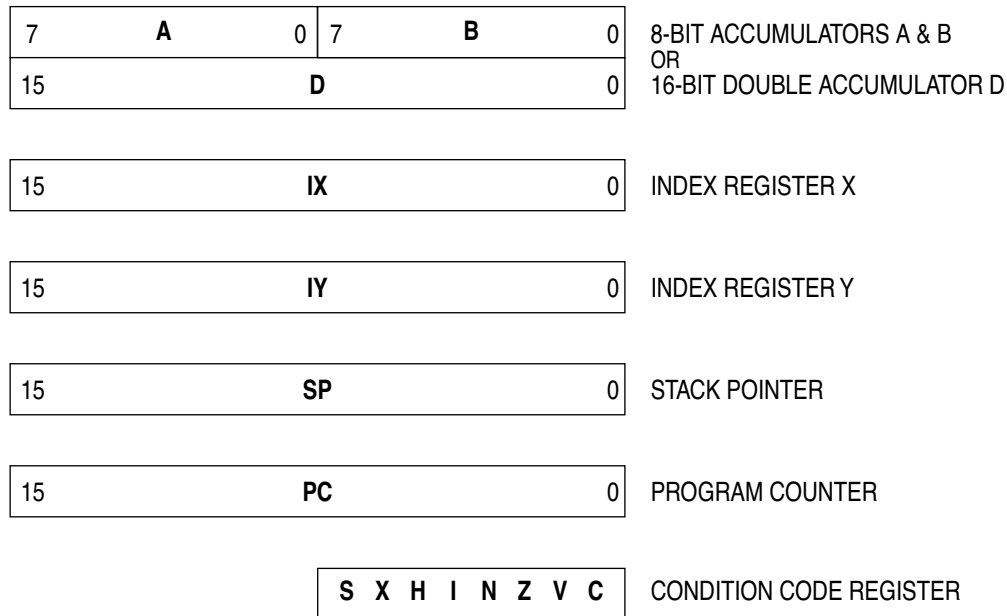 7 A 0 7 B 0 8-BIT ACCUMULATORS A & B
OR
15 D 0 16-BIT DOUBLE ACCUMULATOR D
15 IX 0 INDEX REGISTER X
15 IY 0 INDEX REGISTER Y
15 SP 0 STACK POINTER
15 PC 0 PROGRAM COUNTER
S X H I N Z V C CONDITION CODE REGISTER